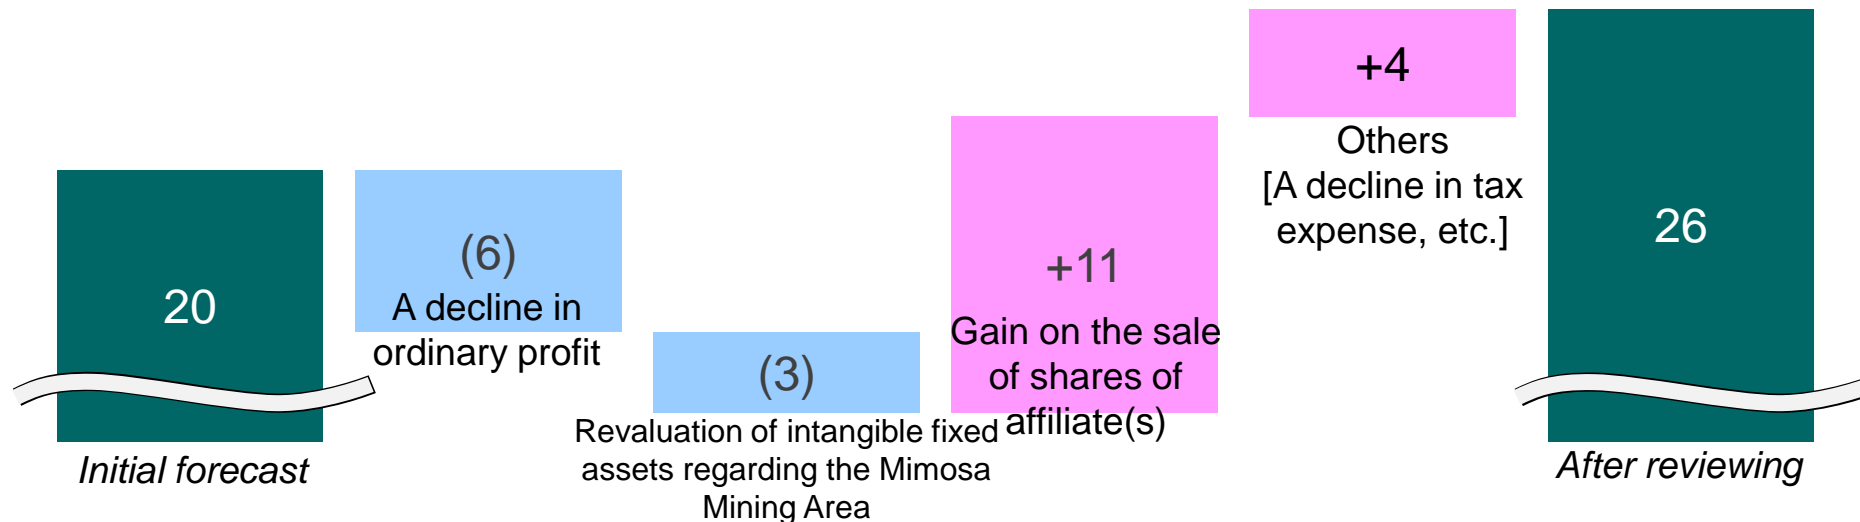 20
Initial forecast
(6)
A decline in
ordinary profit
(3)
Revaluation of intangible fixed
assets regarding the Mimosa
Mining Area
+11
Gain on the sale
of shares of
affiliate(s)
+4
Others
[A decline in tax
expense, etc.]
26
After reviewing